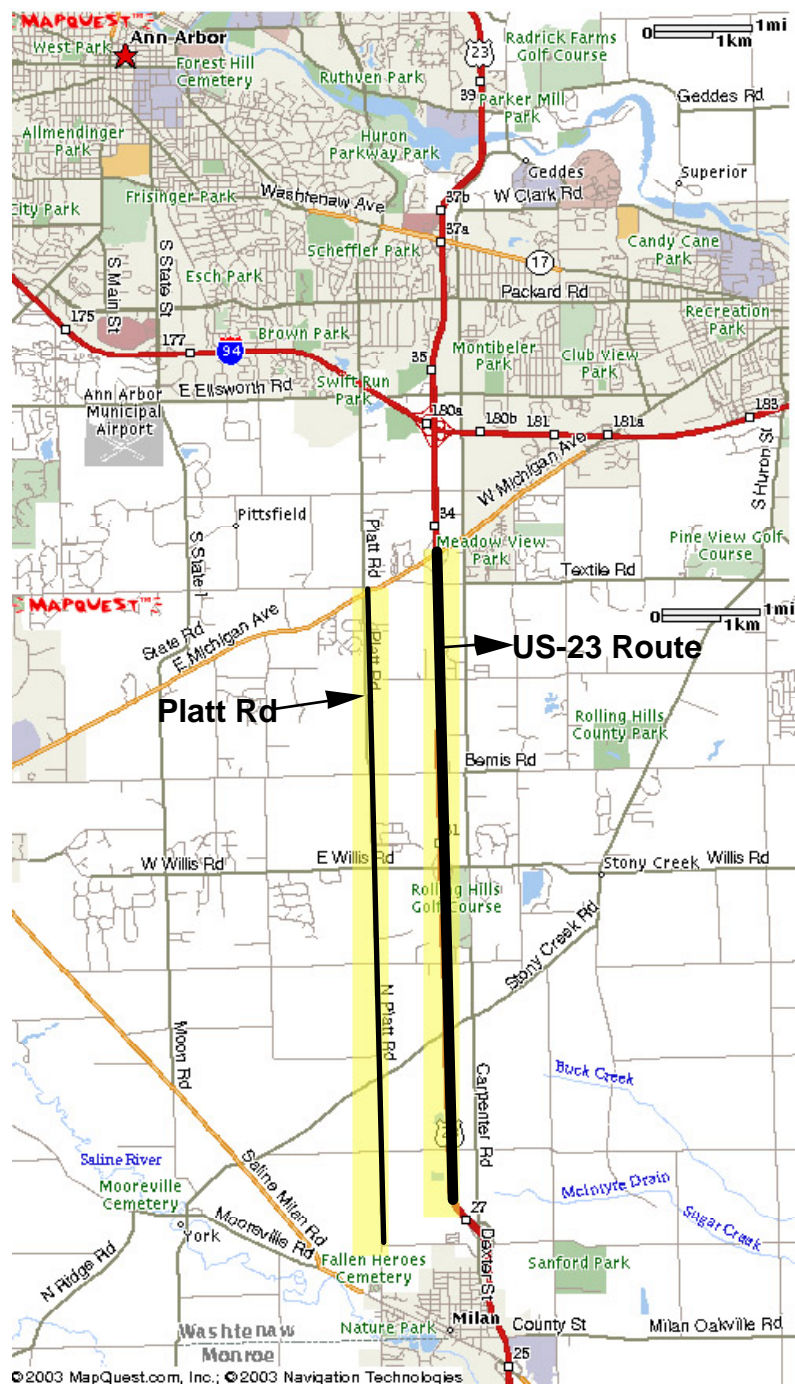 MAPQUEST
Ann Arbor
West Park
Forest Hill
Cemetery
23
Radrick Farms
Golf Course
0 1mi
1km
Ruthven Park
39
Parker Mill
Park
Geddes Rd
Allmendinger
Park
Huron
Parkway Park
Geddes
Superior
City Park
Frisinger Park
Washtenaw Ave
W Clark Rd
37b
37a
Scheffler Park
17
Candy Cane
Park
S Main St
S State St
Esch Park
Packard Rd
Recreation
Park
175
177
94
Brown Park
Montibeler
Park
Club View
Park
35
E Ellsworth Rd
Swift Run
Park
Ann Arbor
Municipal
Airport
180a
180b
181
181a
183
W Michigan Ave
S Huron St
S State
Pittsfield
34
Platt Rd
Meadow View
Park
Pine View Golf
Course
Textile Rd
MAPQUEST
0 1mi
1km
State Rd
E Michigan Ave
Platt Rd
US-23 Route
Platt Rd
Rolling Hills
County Park
Bemis Rd
31
W Willis Rd
E Willis Rd
Stony Creek
Willis Rd
Rolling Hills
Golf Course
Stony Creek Rd
N Platt Rd
Moon Rd
Carpenter Rd
Buck Creek
Saline River
Saline Milan Rd
McIntyre Drain
Mooreville
Cemetery
York
Mooresville Rd
27
Sugar Creek
N Ridge Rd
Fallen Heroes
Cemetery
Dexter St
Sanford Park
Nature Park
Milan
County St
Milan Oakville Rd
Washtenaw
Monroe
25
©2003 MapQuest.com, Inc.; ©2003 Navigation Technologies